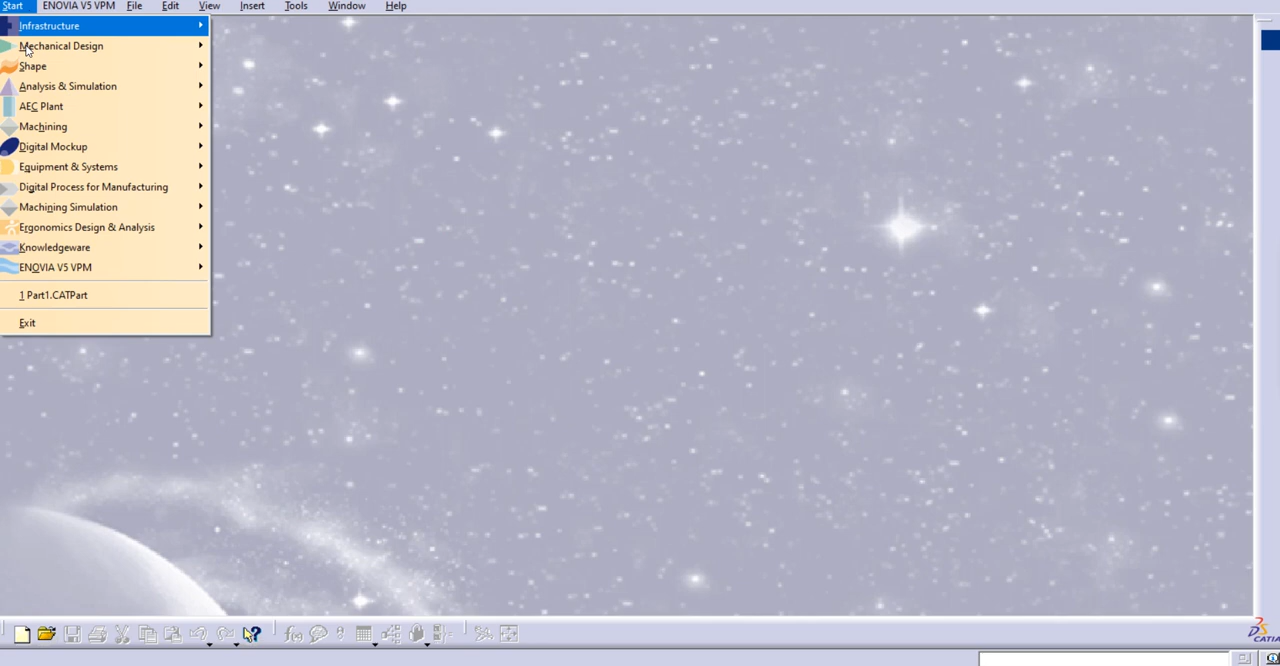 Start ENOVIA V5 VPM File Edit View Insert Tools Window Help
Infrastructure
Mechanical Design
Shape
Analysis & Simulation
AEC Plant
Machining
Digital Mockup
Equipment & Systems
Digital Process for Manufacturing
Machining Simulation
Ergonomics Design & Analysis
Knowledgeware
ENOVIA V5 VPM
1 Part1.CATPart
Exit
f(x)
CATIA